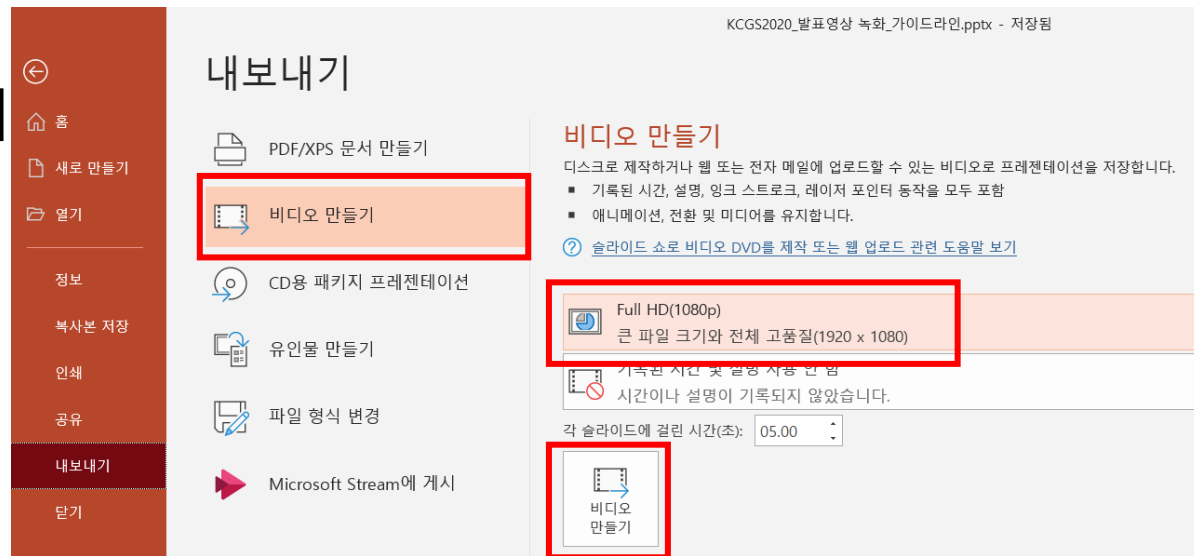 KCGS2020_발표영상 녹화_가이드라인.pptx - 저장됨
홈
새로 만들기
열기
정보
복사본 저장
인쇄
공유
내보내기
닫기
내보내기
PDF/XPS 문서 만들기
비디오 만들기
CD용 패키지 프레젠테이션
유인물 만들기
파일 형식 변경
Microsoft Stream에 게시
비디오 만들기
디스크로 제작하거나 웹 또는 전자 메일에 업로드할 수 있는 비디오로 프레젠테이션을 저장합니다.
■ 기록된 시간, 설명, 잉크 스트로크, 레이저 포인터 동작을 모두 포함
■ 애니메이션, 전환 및 미디어를 유지합니다.
슬라이드 쇼로 비디오 DVD를 제작 또는 웹 업로드 관련 도움말 보기
Full HD(1080p)
큰 파일 크기와 전체 고품질(1920 x 1080)
기록된 시간 및 설명 사용 안 함
시간이나 설명이 기록되지 않았습니다.
각 슬라이드에 걸린 시간(초): 05.00
비디오
만들기